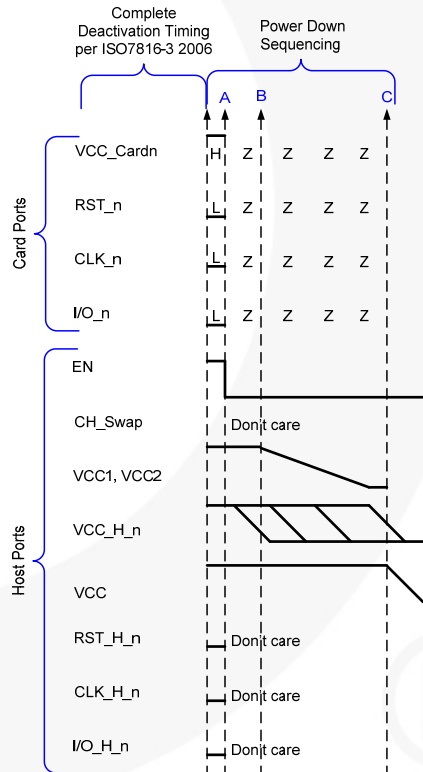 Complete
Deactivation Timing
per ISO7816-3 2006
Power Down
Sequencing
A B C
Card Ports
VCC_Cardn H Z Z Z Z
RST_n L Z Z Z Z
CLK_n L Z Z Z Z
I/O_n L Z Z Z Z
Host Ports
EN
CH_Swap Don't care
VCC1, VCC2
VCC_H_n
VCC
RST_H_n Don't care
CLK_H_n Don't care
I/O_H_n Don't care